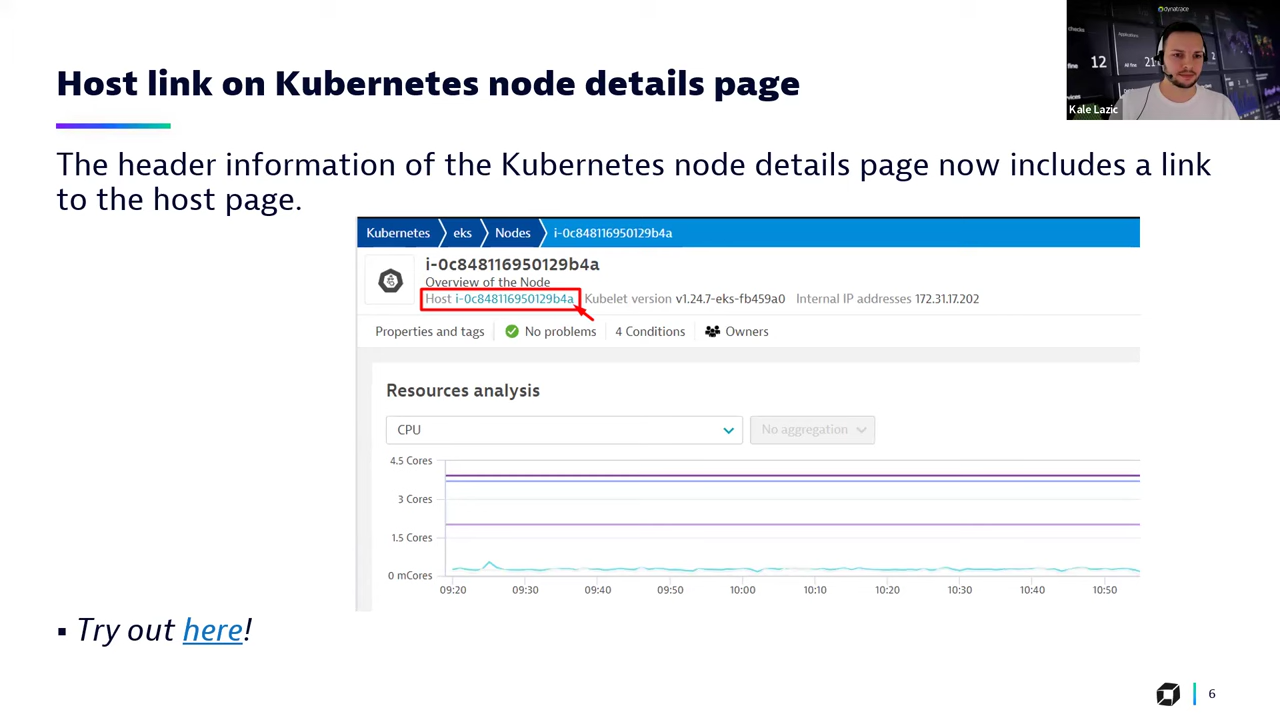 dynatrace
checks
Applications
12
21
2
Kale Lazic
Host link on Kubernetes node details page
The header information of the Kubernetes node details page now includes a link
to the host page.
Kubernetes eks Nodes i-0c848116950129b4a
i-0c848116950129b4a
Overview of the Node
Host i-0c848116950129b4a Kubelet version v1.24.7-eks-fb459a0 Internal IP addresses 172.31.17.202
Properties and tags No problems 4 Conditions Owners
Resources analysis
CPU No aggregation
4.5 Cores
3 Cores
1.5 Cores
0 mCores
09:20 09:30 09:40 09:50 10:00 10:10 10:20 10:30 10:40 10:50
▪ Try out here!
6